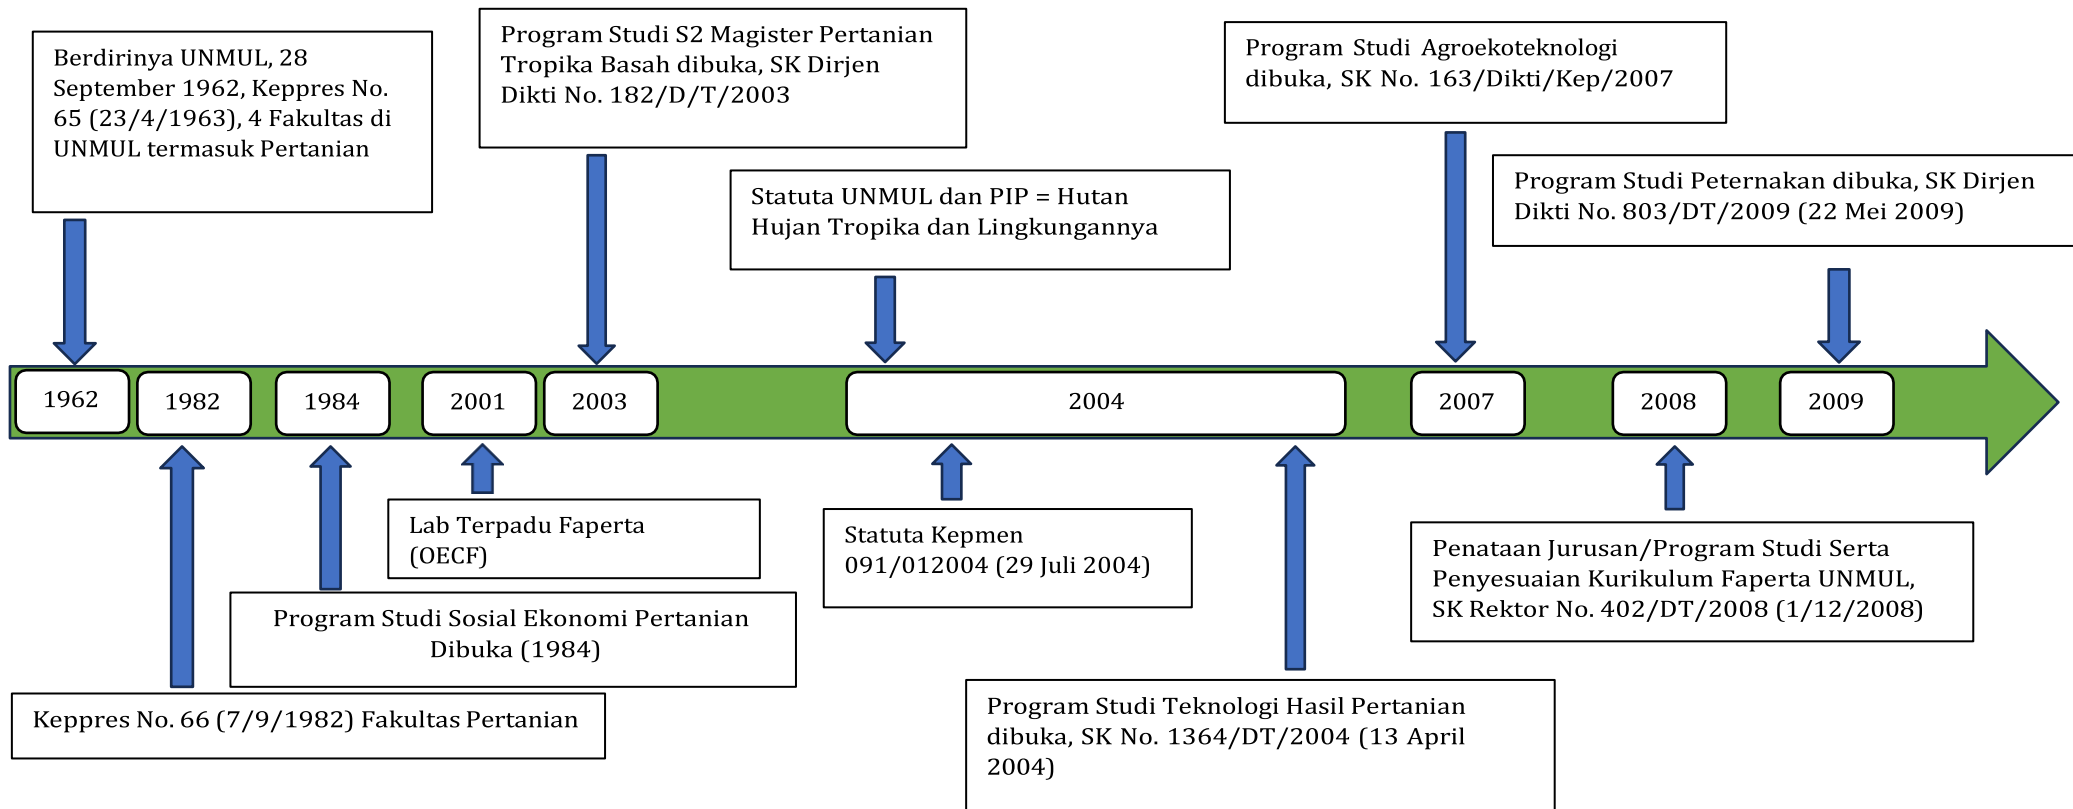 Berdirinya UNMUL, 28
September 1962, Keppres No.
65 (23/4/1963), 4 Fakultas di
UNMUL termasuk Pertanian
Program Studi S2 Magister Pertanian
Tropika Basah dibuka, SK Dirjen
Dikti No. 182/D/T/2003
Statuta UNMUL dan PIP = Hutan
Hujan Tropika dan Lingkungannya
Program Studi Agroekoteknologi
dibuka, SK No. 163/Dikti/Kep/2007
Program Studi Peternakan dibuka, SK Dirjen
Dikti No. 803/DT/2009 (22 Mei 2009)
1962
1982
1984
2001
2003
2004
2007
2008
2009
Keppres No. 66 (7/9/1982) Fakultas Pertanian
Program Studi Sosial Ekonomi Pertanian
Dibuka (1984)
Lab Terpadu Faperta
(OECF)
Statuta Kepmen
091/012004 (29 Juli 2004)
Program Studi Teknologi Hasil Pertanian
dibuka, SK No. 1364/DT/2004 (13 April
2004)
Penataan Jurusan/Program Studi Serta
Penyesuaian Kurikulum Faperta UNMUL,
SK Rektor No. 402/DT/2008 (1/12/2008)